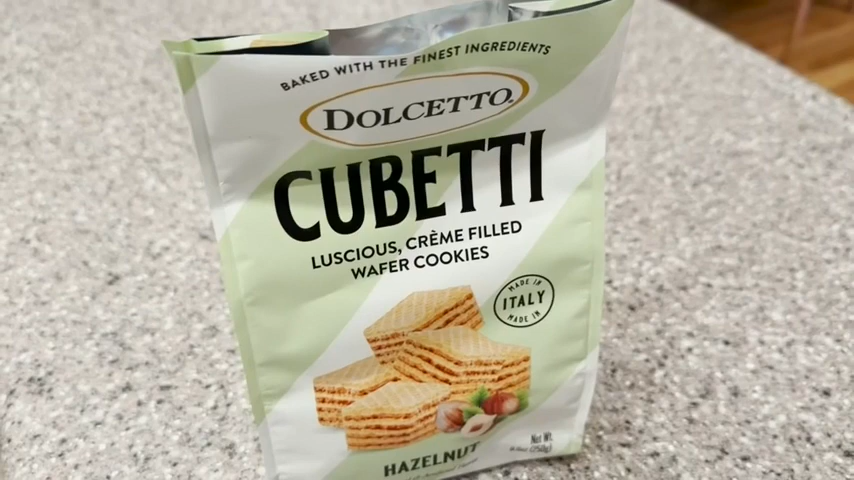 BAKED WITH THE FINEST INGREDIENTS
DOLCETTO®
CUBETTI
LUSCIOUS, CRÈME FILLED
WAFER COOKIES
MADE IN
ITALY
MADE IN
HAZELNUT
Net Wt.
(250g)